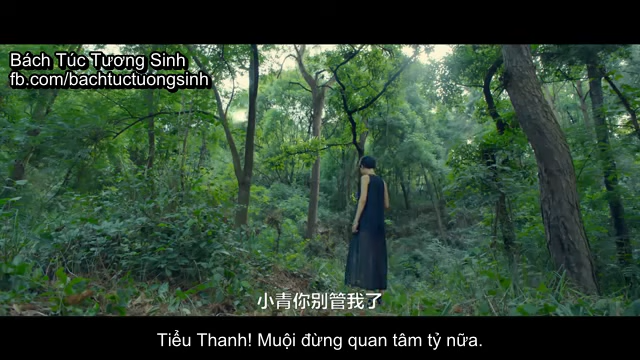 Bách Túc Tương Sinh
fb.com/bachtuctuongsinh
小青你别管我了
Tiểu Thanh! Muội đừng quan tâm tỷ nữa.